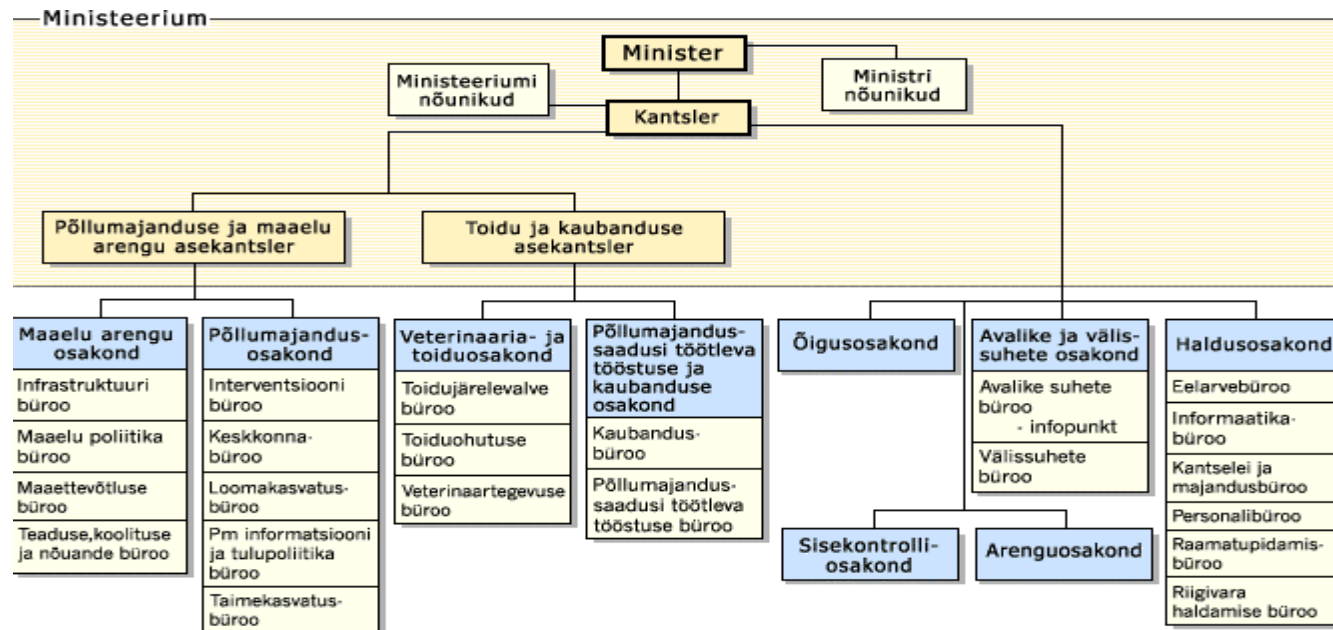 Ministeerium
Minister
Ministeeriumi
nõunikud
Ministri
nõunikud
Kantsler
Põllumajanduse ja maaelu
arengu asekantsler
Toidu ja kaubanduse
asekantsler
Maaelu arengu
osakond
Infrastruktuuri
büroo
Maaelu poliitika
büroo
Maaettevõtluse
büroo
Teaduse,koolituse
ja nõuande büroo
Põllumajandus-
osakond
Interventsiooni
büroo
Keskkonna-
büroo
Loomakasvatus-
büroo
Pm informatsiooni
ja tulupoliitika
büroo
Taimekasvatus-
büroo
Veterinaaria- ja
toiduosakond
Toidujärelevalve
büroo
Toiduohutuse
büroo
Veterinaartegevuse
büroo
Põllumajandus-
saadusi töötleva
tööstuse ja
kaubanduse
osakond
Kaubandus-
büroo
Põllumajandus-
saadusi töötleva
tööstuse büroo
Õigusosakond
Avalike ja välis-
suhete osakond
Avalike suhete
büroo
- infopunkt
Välissuhete
büroo
Haldusosakond
Eelarvebüroo
Informaatika-
büroo
Kantselei ja
majandusbüroo
Personalibüroo
Raamatupidamis-
büroo
Riigivara
haldamise büroo
Sisekontrolli-
osakond
Arenguosakond